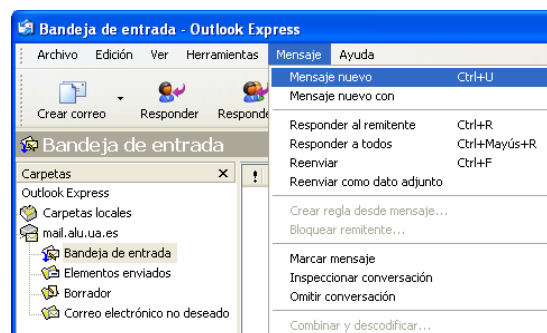 Bandeja de entrada - Outlook Express
Archivo Edición Ver Herramientas Mensaje Ayuda
Crear correo Responder Responde
Bandeja de entrada
Carpetas
Outlook Express
Carpetas locales
mail.alu.ua.es
Bandeja de entrada
Elementos enviados
Borrador
Correo electrónico no deseado
Mensaje nuevo Ctrl+U
Mensaje nuevo con
Responder al remitente Ctrl+R
Responder a todos Ctrl+Mayús+R
Reenviar Ctrl+F
Reenviar como dato adjunto
Crear regla desde mensaje...
Bloquear remitente...
Marcar mensaje
Inspeccionar conversación
Omitir conversación
Combinar y descodificar...